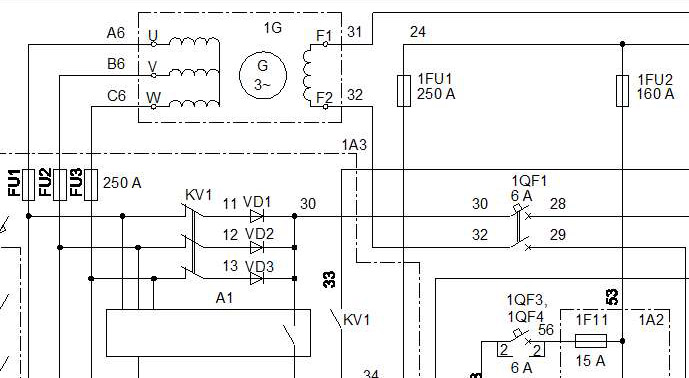 1G
A6 U F1 31 24
B6 V G 3~
C6 W F2 32
1FU1 250 A
1FU2 160 A
1A3
FU1 FU2 FU3 250 A
KV1 11 VD1 30
12 VD2
13 VD3
1QF1
6 A
30 28
32 29
33
A1
KV1
34
53
1QF3,
1QF4
56 1F11 1A2
2 2
6 A 15 A